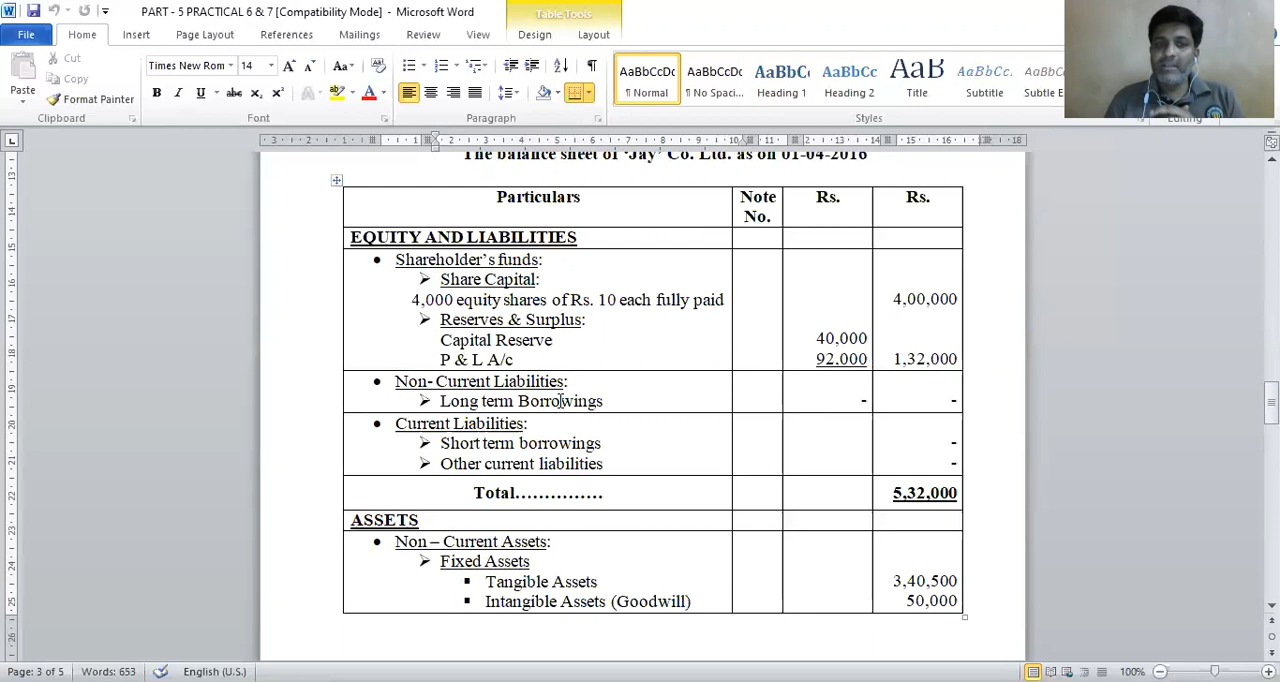 PART - 5 PRACTICAL 6 & 7 [Compatibility Mode] - Microsoft Word
Table Tools
File Home Insert Page Layout References Mailings Review View Design Layout
Cut
Copy
Format Painter
Paste
Times New Rom 14
AaBbCcDc AaBbCcDc AaBbC AaBbCc AaB AaBbCc. AaBbCcD
¶ Normal ¶ No Spaci... Heading 1 Heading 2 Title Subtitle Subtle E
Clipboard Font Paragraph Styles Editing
The balance sheet of ‘Jay’ Co. Ltd. as on 01-04-2016
Particulars Note No. Rs. Rs.
EQUITY AND LIABILITIES
• Shareholder’s funds:
➢ Share Capital:
4,000 equity shares of Rs. 10 each fully paid 4,00,000
➢ Reserves & Surplus:
Capital Reserve 40,000
P & L A/c 92,000 1,32,000
• Non- Current Liabilities:
➢ Long term Borrowings - -
• Current Liabilities:
➢ Short term borrowings -
➢ Other current liabilities -
Total…………… 5,32,000
ASSETS
• Non – Current Assets:
➢ Fixed Assets
▪ Tangible Assets 3,40,500
▪ Intangible Assets (Goodwill) 50,000
Page: 3 of 5 Words: 653 English (U.S.) 100%